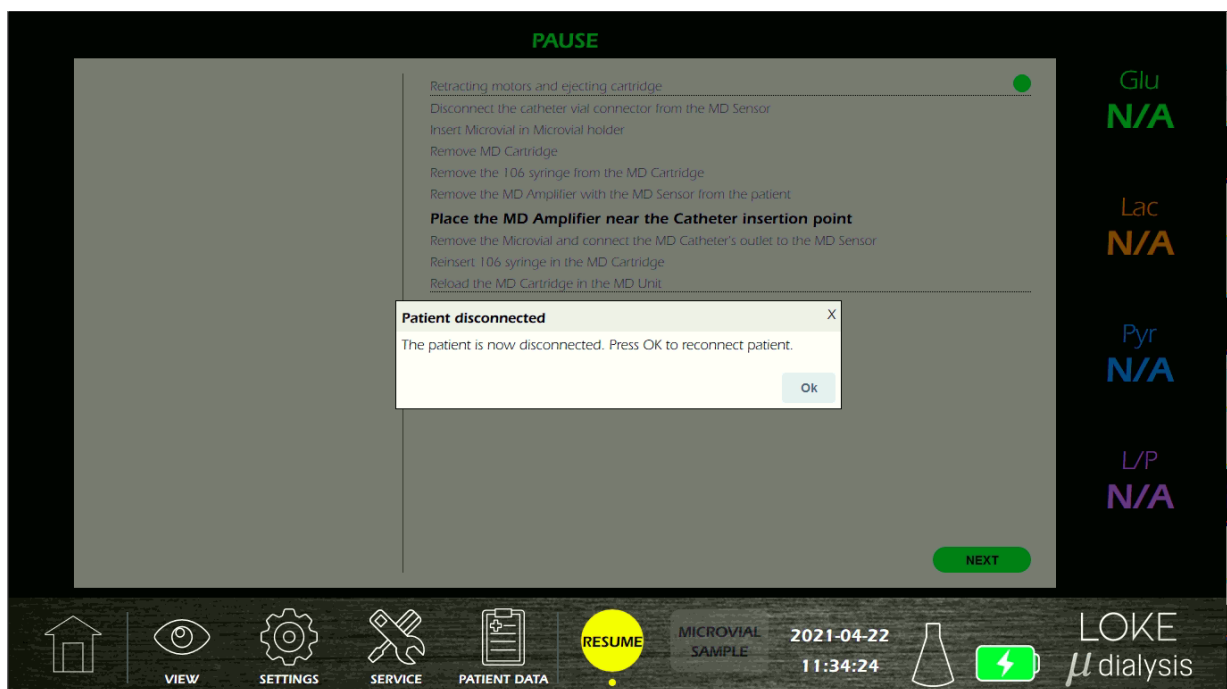 PAUSE
Retracting motors and ejecting cartridge
Disconnect the catheter vial connector from the MD Sensor
Insert Microvial in Microvial holder
Remove MD Cartridge
Remove the 106 syringe from the MD Cartridge
Remove the MD Amplifier with the MD Sensor from the patient
Place the MD Amplifier near the Catheter insertion point
Remove the Microvial and connect the MD Catheter's outlet to the MD Sensor
Reinsert 106 syringe in the MD Cartridge
Reload the MD Cartridge in the MD Unit
Patient disconnected X
The patient is now disconnected. Press OK to reconnect patient.
Ok
NEXT
Glu
N/A
Lac
N/A
Pyr
N/A
L/P
N/A
VIEW
SETTINGS
SERVICE
PATIENT DATA
RESUME
MICROVIAL
SAMPLE
2021-04-22
11:34:24
LOKE
μ dialysis